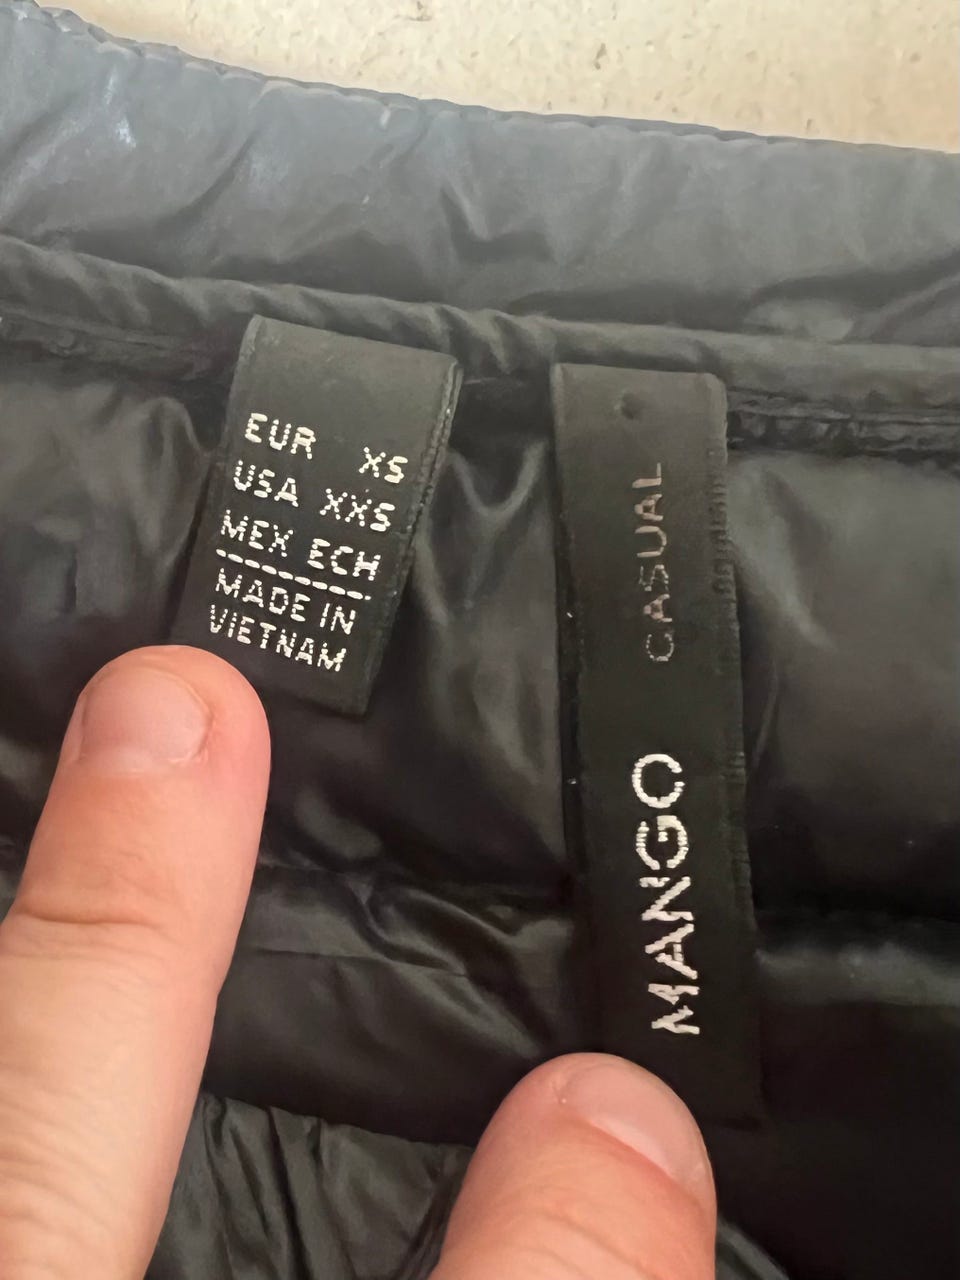 EUR XS
USA XXS
MEX ECH
MADE IN
VIETNAM
MANGO CASUAL